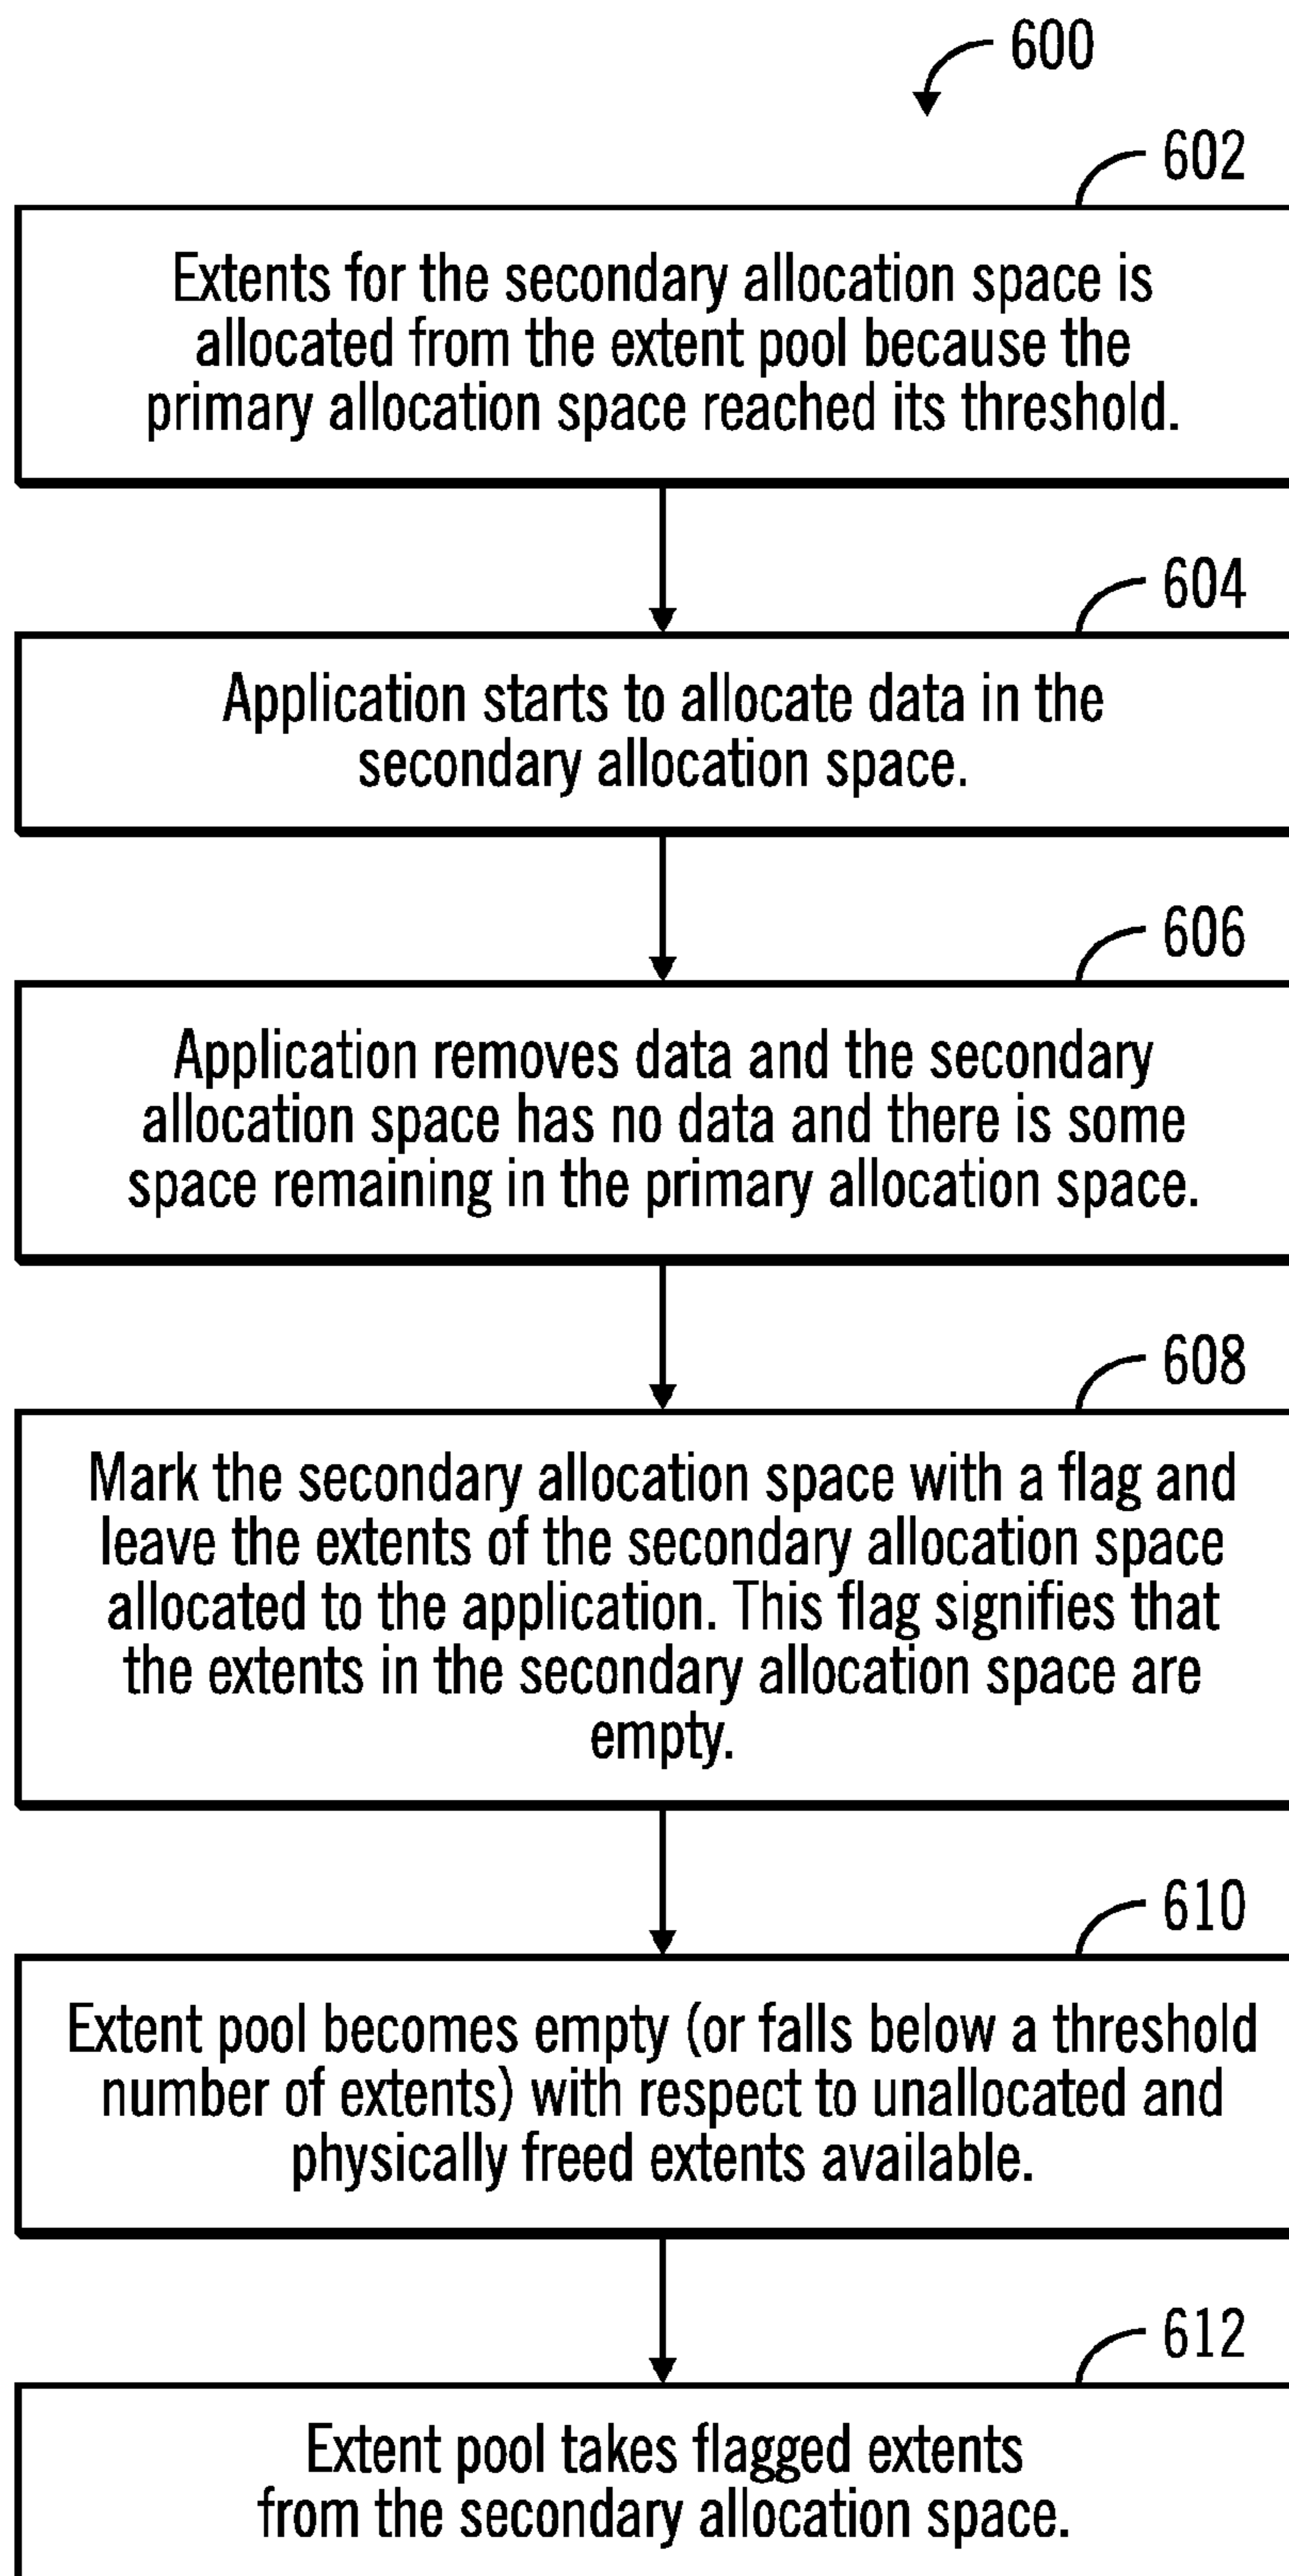 600
602
Extents for the secondary allocation space is
allocated from the extent pool because the
primary allocation space reached its threshold.
604
Application starts to allocate data in the
secondary allocation space.
606
Application removes data and the secondary
allocation space has no data and there is some
space remaining in the primary allocation space.
608
Mark the secondary allocation space with a flag and
leave the extents of the secondary allocation space
allocated to the application. This flag signifies that
the extents in the secondary allocation space are
empty.
610
Extent pool becomes empty (or falls below a threshold
number of extents) with respect to unallocated and
physically freed extents available.
612
Extent pool takes flagged extents
from the secondary allocation space.